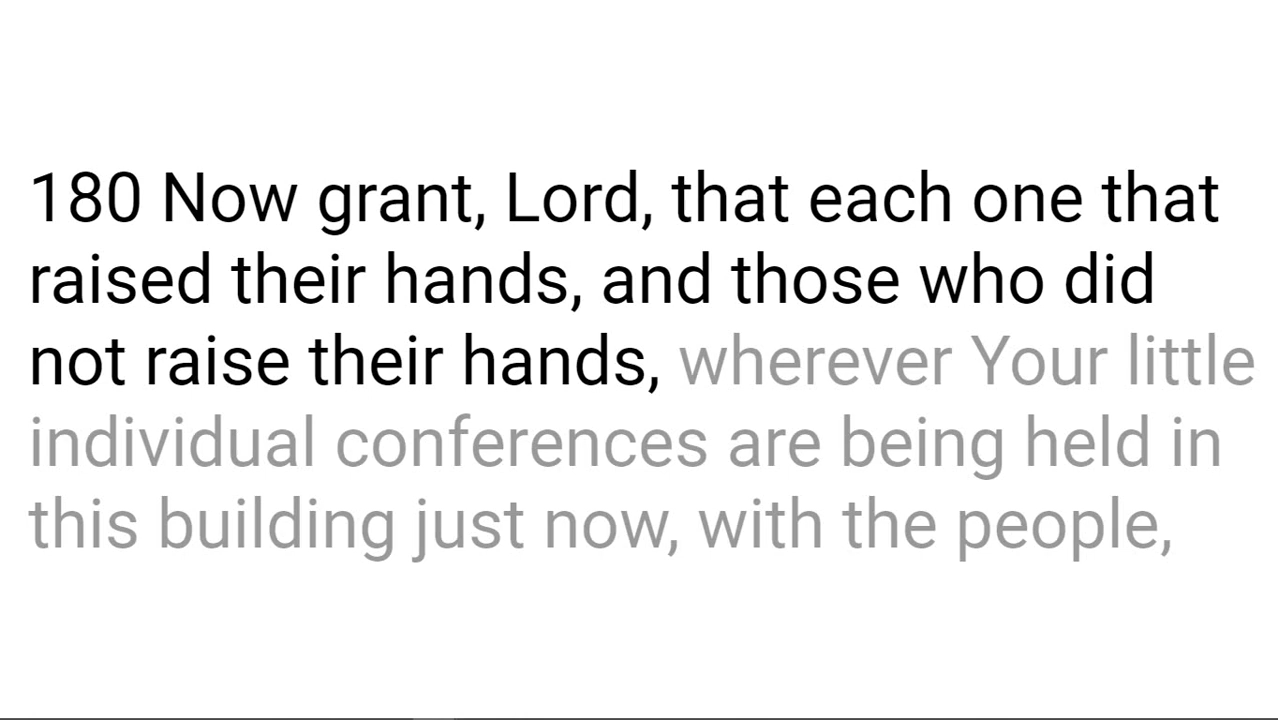 180 Now grant, Lord, that each one that
raised their hands, and those who did
not raise their hands, wherever Your little
individual conferences are being held in
this building just now, with the people,